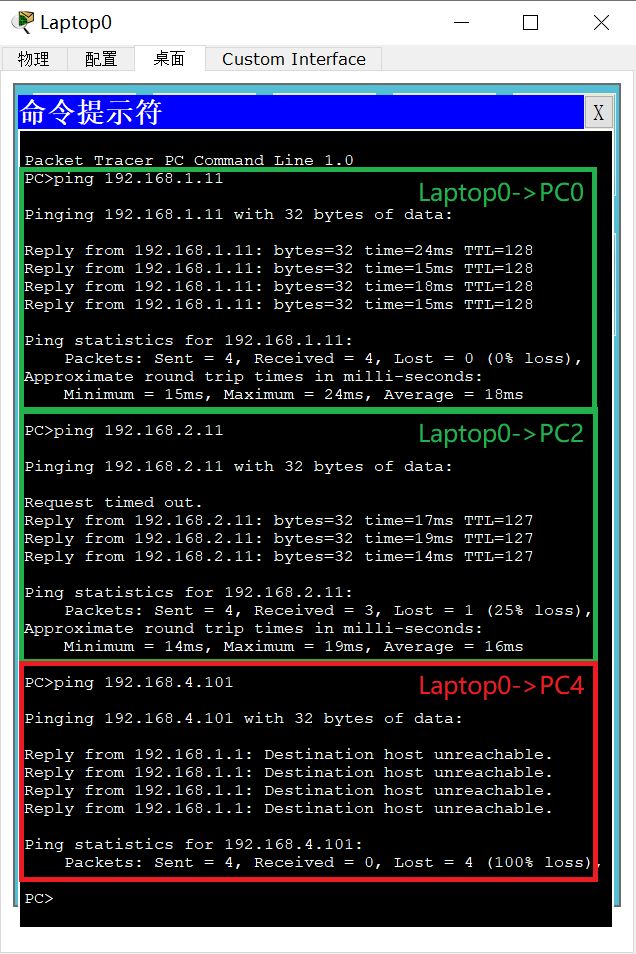 Laptop0
物理 配置 桌面 Custom Interface
命令提示符 X
Packet Tracer PC Command Line 1.0
PC>ping 192.168.1.11
Laptop0->PC0
Pinging 192.168.1.11 with 32 bytes of data:
Reply from 192.168.1.11: bytes=32 time=24ms TTL=128
Reply from 192.168.1.11: bytes=32 time=15ms TTL=128
Reply from 192.168.1.11: bytes=32 time=18ms TTL=128
Reply from 192.168.1.11: bytes=32 time=15ms TTL=128
Ping statistics for 192.168.1.11:
Packets: Sent = 4, Received = 4, Lost = 0 (0% loss),
Approximate round trip times in milli-seconds:
Minimum = 15ms, Maximum = 24ms, Average = 18ms
PC>ping 192.168.2.11
Laptop0->PC2
Pinging 192.168.2.11 with 32 bytes of data:
Request timed out.
Reply from 192.168.2.11: bytes=32 time=17ms TTL=127
Reply from 192.168.2.11: bytes=32 time=19ms TTL=127
Reply from 192.168.2.11: bytes=32 time=14ms TTL=127
Ping statistics for 192.168.2.11:
Packets: Sent = 4, Received = 3, Lost = 1 (25% loss),
Approximate round trip times in milli-seconds:
Minimum = 14ms, Maximum = 19ms, Average = 16ms
PC>ping 192.168.4.101
Laptop0->PC4
Pinging 192.168.4.101 with 32 bytes of data:
Reply from 192.168.1.1: Destination host unreachable.
Reply from 192.168.1.1: Destination host unreachable.
Reply from 192.168.1.1: Destination host unreachable.
Reply from 192.168.1.1: Destination host unreachable.
Ping statistics for 192.168.4.101:
Packets: Sent = 4, Received = 0, Lost = 4 (100% loss),
PC>